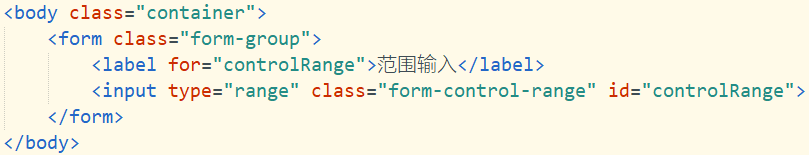 <body class="container">
    <form class="form-group">
        <label for="controlRange">范围输入</label>
        <input type="range" class="form-control-range" id="controlRange">
    </form>
</body>